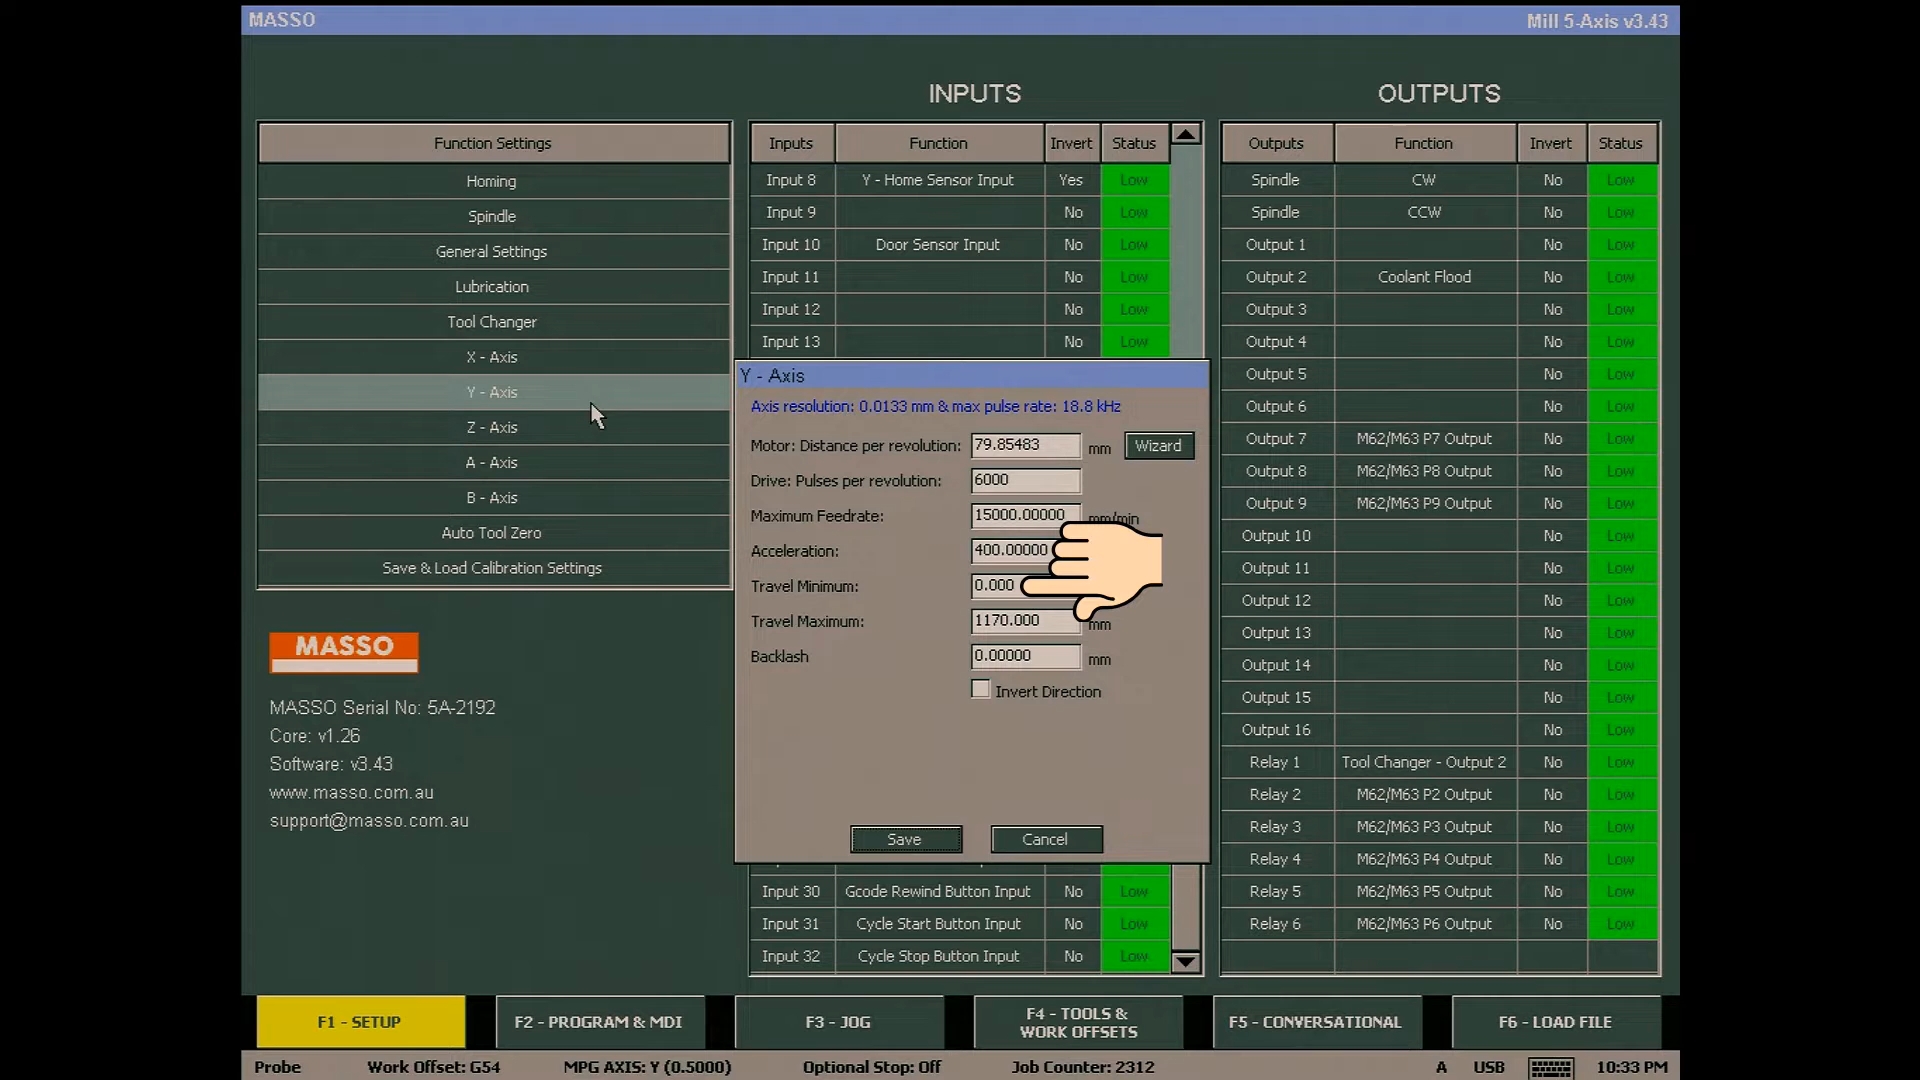 MASSO
Mill 5-Axis v3.43
INPUTS
OUTPUTS
Function Settings
Homing
Spindle
General Settings
Lubrication
Tool Changer
X - Axis
Y - Axis
Z - Axis
A - Axis
B - Axis
Auto Tool Zero
Save & Load Calibration Settings
MASSO
MASSO Serial No: 5A-2192
Core: v1.26
Software: v3.43
www.masso.com.au
support@masso.com.au
Inputs Function Invert Status
Input 8 Y - Home Sensor Input Yes Low
Input 9 No Low
Input 10 Door Sensor Input No Low
Input 11 No Low
Input 12 No Low
Input 13 No Low
Y - Axis
Axis resolution: 0.0133 mm & max pulse rate: 18.8 kHz
Motor: Distance per revolution: 79.85483 mm Wizard
Drive: Pulses per revolution: 6000
Maximum Feedrate: 15000.00000 mm/min
Acceleration: 400.00000
Travel Minimum: 0.000
Travel Maximum: 1170.000 mm
Backlash 0.00000 mm
Invert Direction
Save Cancel
Input 30 Gcode Rewind Button Input No Low
Input 31 Cycle Start Button Input No Low
Input 32 Cycle Stop Button Input No Low
Outputs Function Invert Status
Spindle CW No Low
Spindle CCW No Low
Output 1 No Low
Output 2 Coolant Flood No Low
Output 3 No Low
Output 4 No Low
Output 5 No Low
Output 6 No Low
Output 7 M62/M63 P7 Output No Low
Output 8 M62/M63 P8 Output No Low
Output 9 M62/M63 P9 Output No Low
Output 10 No Low
Output 11 No Low
Output 12 No Low
Output 13 No Low
Output 14 No Low
Output 15 No Low
Output 16 No Low
Relay 1 Tool Changer - Output 2 No Low
Relay 2 M62/M63 P2 Output No Low
Relay 3 M62/M63 P3 Output No Low
Relay 4 M62/M63 P4 Output No Low
Relay 5 M62/M63 P5 Output No Low
Relay 6 M62/M63 P6 Output No Low
F1 - SETUP
F2 - PROGRAM & MDI
F3 - JOG
F4 - TOOLS &
WORK OFFSETS
F5 - CONVERSATIONAL
F6 - LOAD FILE
Probe Work Offset: G54 MPG AXIS: Y (0.5000) Optional Stop: Off Job Counter: 2312 A USB 10:33 PM